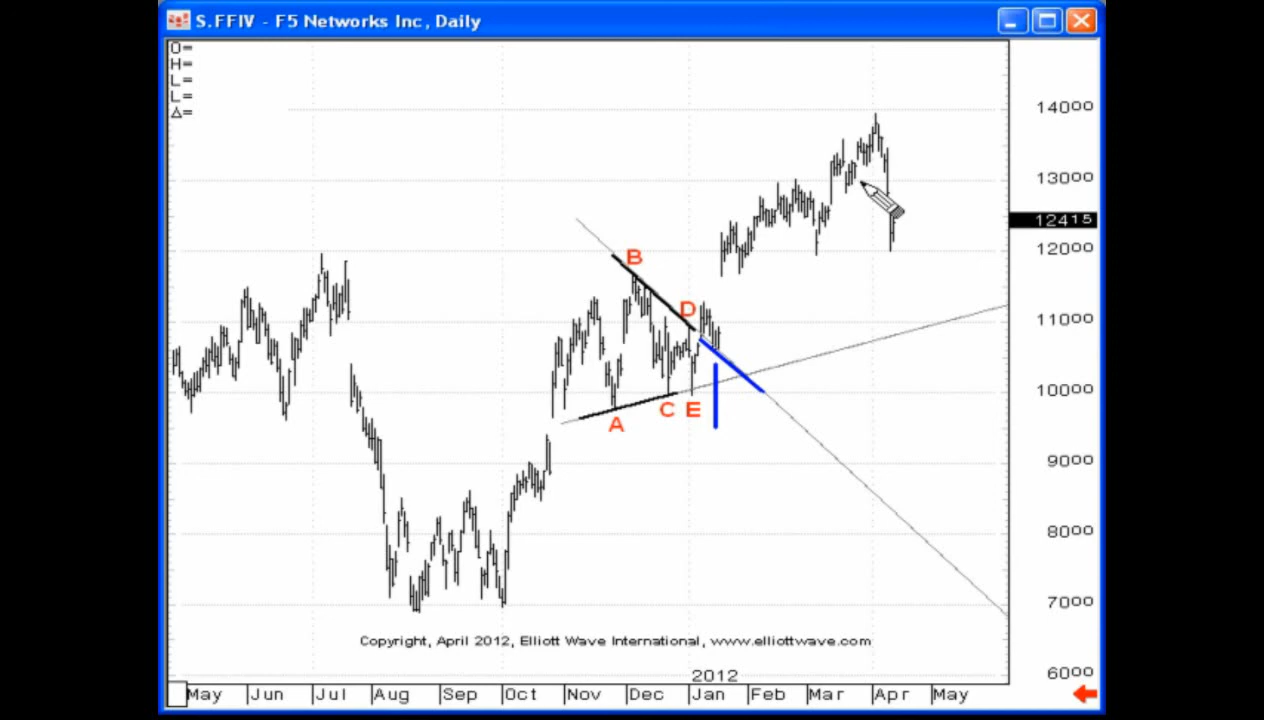 S.FFIV - F5 Networks Inc, Daily
O=
H=
L=
L=
Δ=
14000
13000
12415
12000
11000
10000
9000
8000
7000
6000
B
D
A
C
E
Copyright, April 2012, Elliott Wave International, www.elliottwave.com
2012
May Jun Jul Aug Sep Oct Nov Dec Jan Feb Mar Apr May